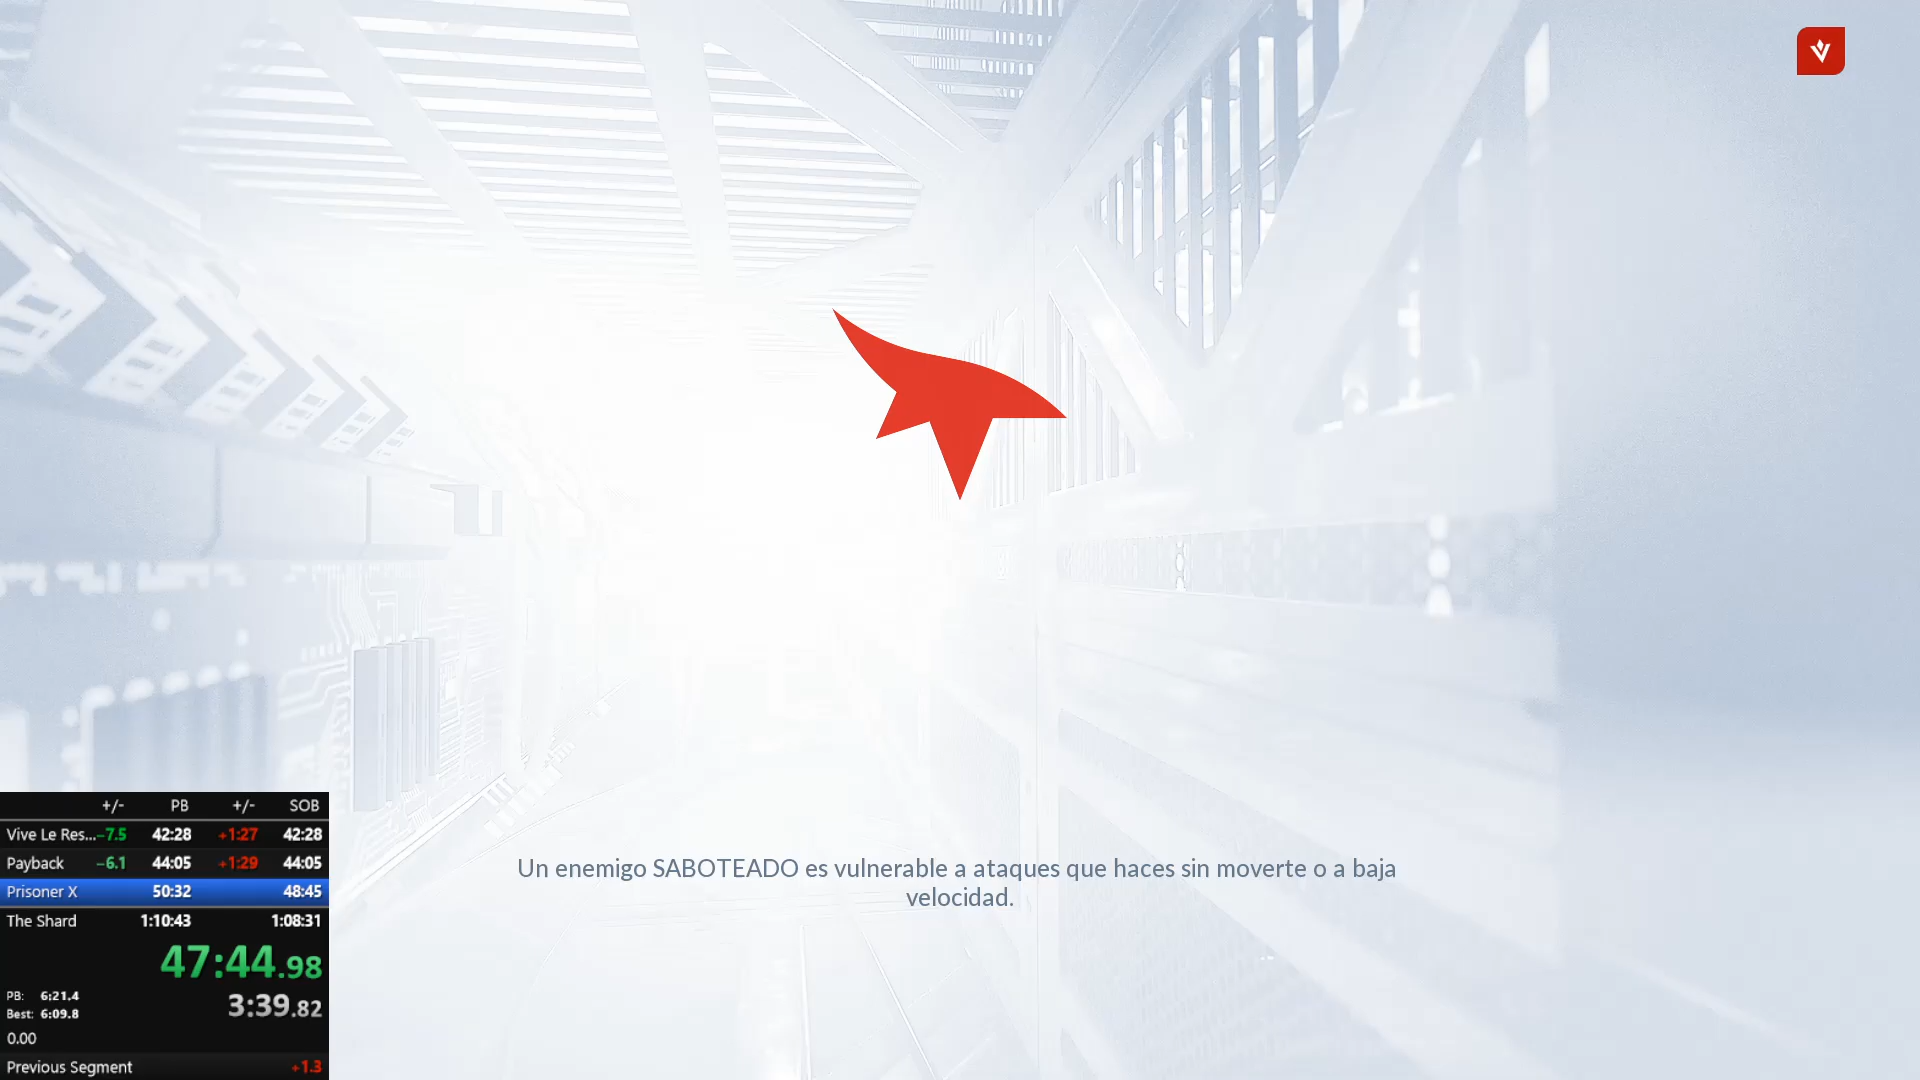 Un enemigo SABOTEADO es vulnerable a ataques que haces sin moverte o a baja
velocidad.
+/- PB +/- SOB
Vive Le Res... −7.5 42:28 +1:27 42:28
Payback −6.1 44:05 +1:29 44:05
Prisoner X 50:32 48:45
The Shard 1:10:43 1:08:31
47:44.98
PB: 6:21.4
3:39.82
Best: 6:09.8
0.00
Previous Segment +1.3